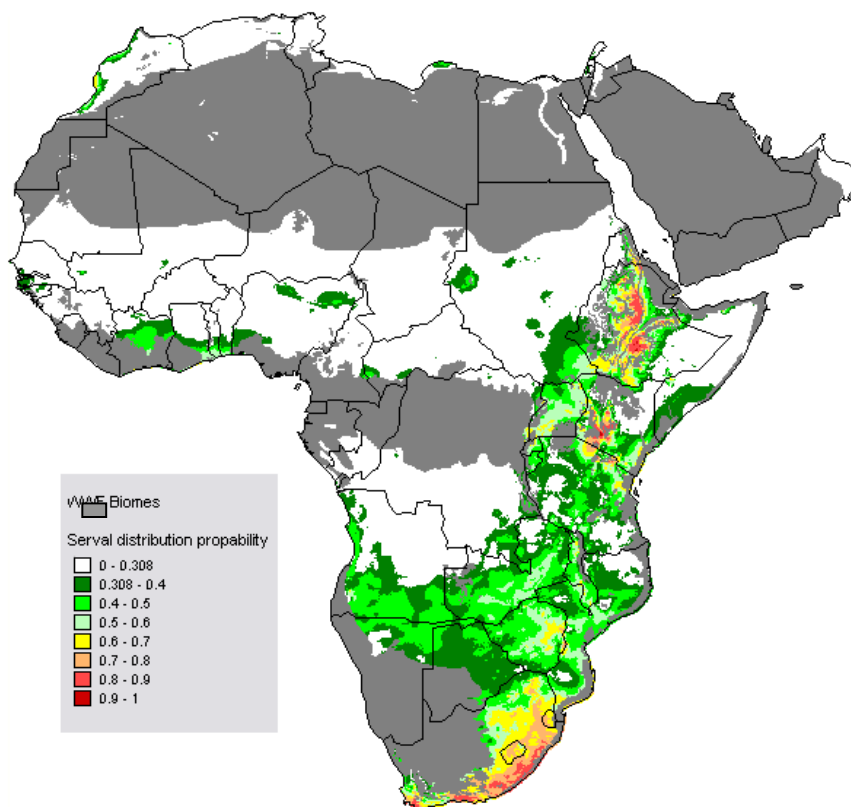 WWF Biomes
Serval distribution propability
0 - 0.308
0.308 - 0.4
0.4 - 0.5
0.5 - 0.6
0.6 - 0.7
0.7 - 0.8
0.8 - 0.9
0.9 - 1